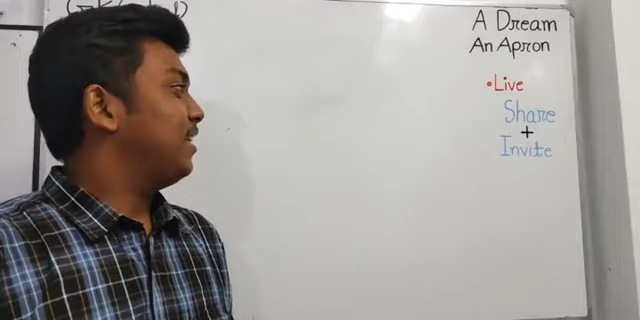 A Dream
An Apron
•Live
Share
+
Invite